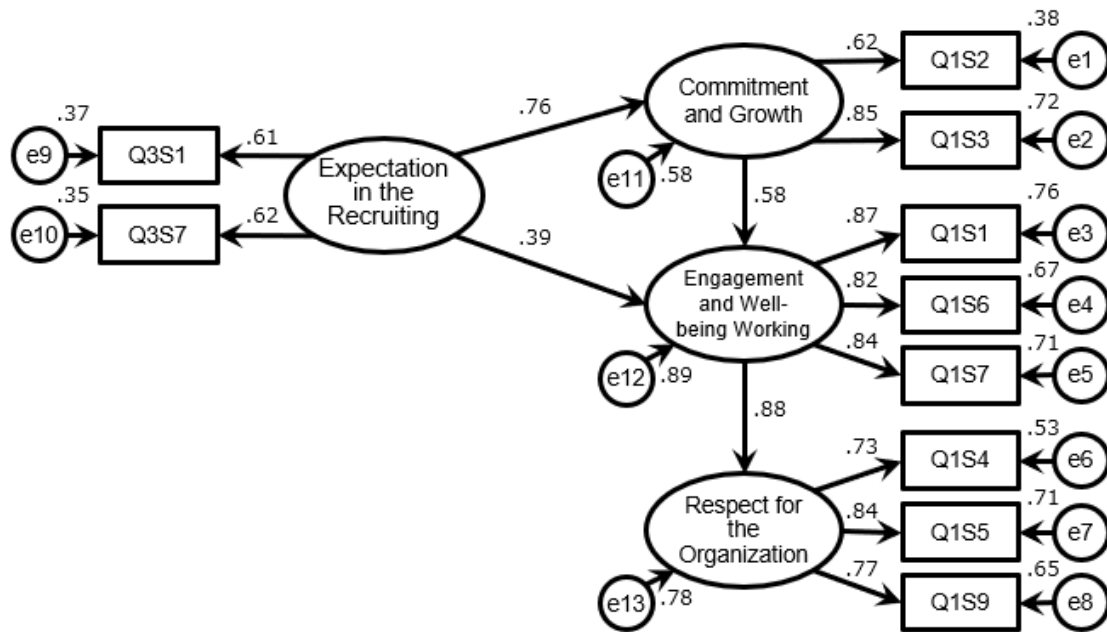 .38
.62
Q1S2
e1
Commitment
and Growth
.72
.85
Q1S3
e2
.37
.76
e9
Q3S1
.61
Expectation
in the
Recruiting
e11
.58
.35
e10
Q3S7
.62
.58
.39
.76
.87
Q1S1
e3
Engagement
and Well-
being Working
.67
.82
Q1S6
e4
.71
.84
Q1S7
e5
e12
.89
.88
.53
.73
Q1S4
e6
Respect for
the
Organization
.71
.84
Q1S5
e7
.65
.77
Q1S9
e8
e13
.78